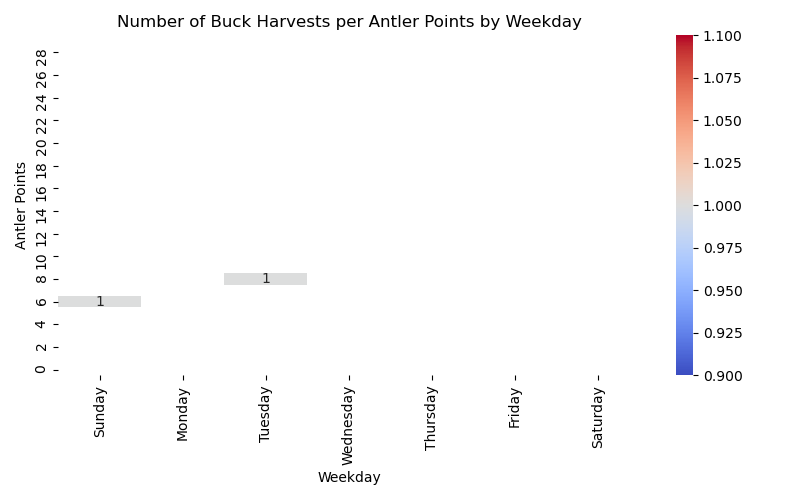 Number of Buck Harvests per Antler Points by Weekday
Antler Points
28
26
24
22
20
18
16
14
12
10
8
6
4
2
0
1
1
Sunday
Monday
Tuesday
Wednesday
Thursday
Friday
Saturday
Weekday
1.100
1.075
1.050
1.025
1.000
0.975
0.950
0.925
0.900